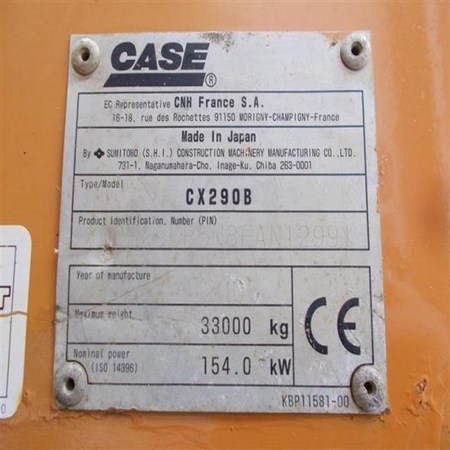 CASE®
EC Representative CNH France S.A.
16-18, rue des Rochettes 91150 MORIGNY-CHAMPIGNY-France
Made in Japan
By SUMITOMO (S.H.I.) CONSTRUCTION MACHINERY MANUFACTURING CO.,LTD.
731-1, Naganumahara-Cho, Inage-Ku, Chiba 263-0001
Type/Model
CX290B
Product Identification Number (PIN)
Year of manufacture
Maximum weight
33000 kg
Nominal power
(ISO 14396)
154.0 kW
CE
KBP11581-00